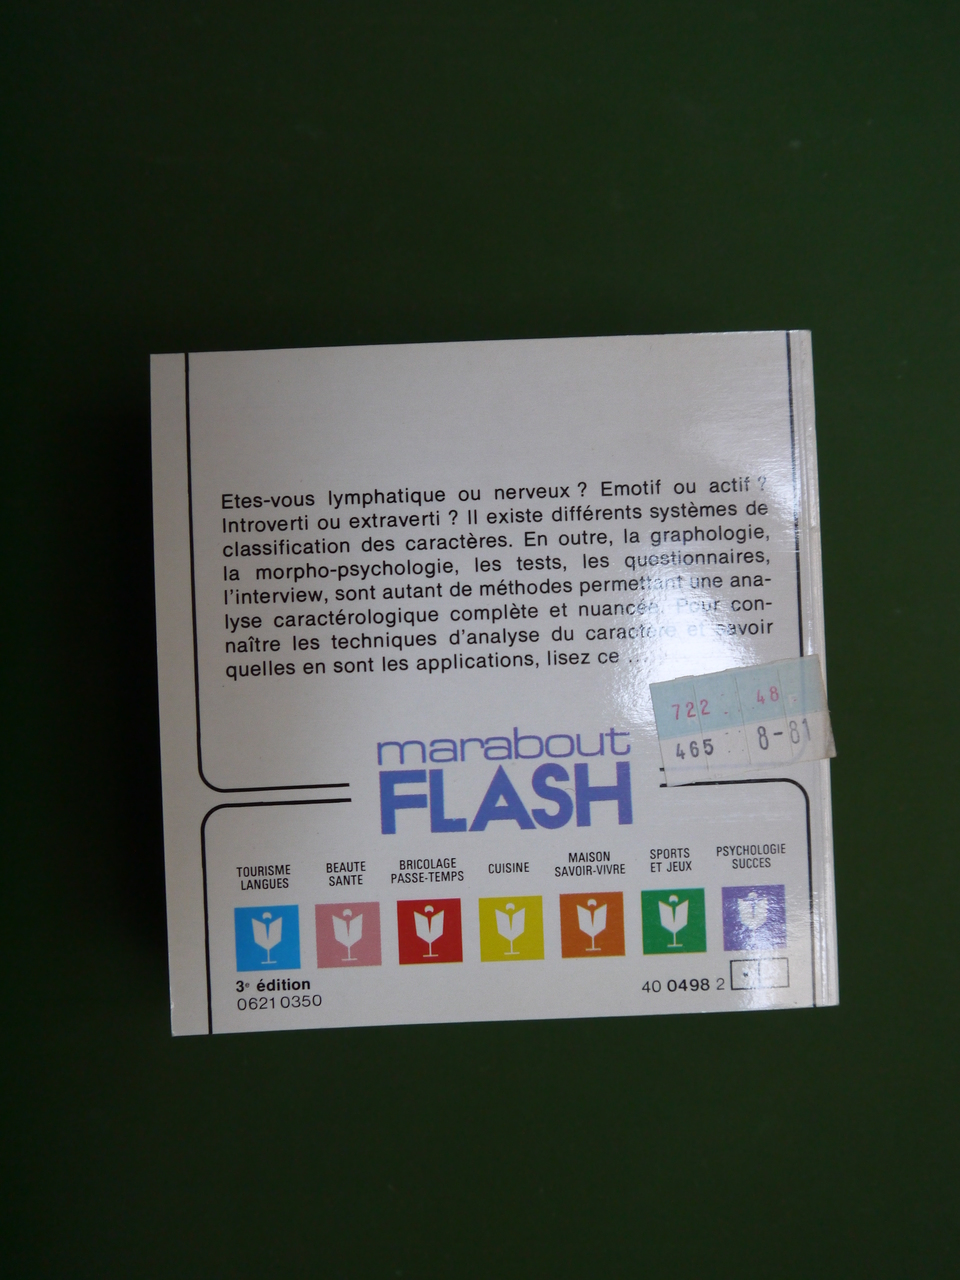 Etes-vous lymphatique ou nerveux ? Emotif ou actif ?
Introverti ou extraverti ? Il existe différents systèmes de
classification des caractères. En outre, la graphologie,
la morpho-psychologie, les tests, les questionnaires,
l'interview, sont autant de méthodes permettant une ana-
lyse caractérologique complète et nuancée. Pour con-
naître les techniques d'analyse du caractère et savoir
quelles en sont les applications, lisez ce ...
722 48
465 8-81
marabout
FLASH
TOURISME
LANGUES
BEAUTE
SANTE
BRICOLAGE
PASSE-TEMPS
CUISINE
MAISON
SAVOIR-VIVRE
SPORTS
ET JEUX
PSYCHOLOGIE
SUCCES
3e édition
0621 0350
40 0498 2